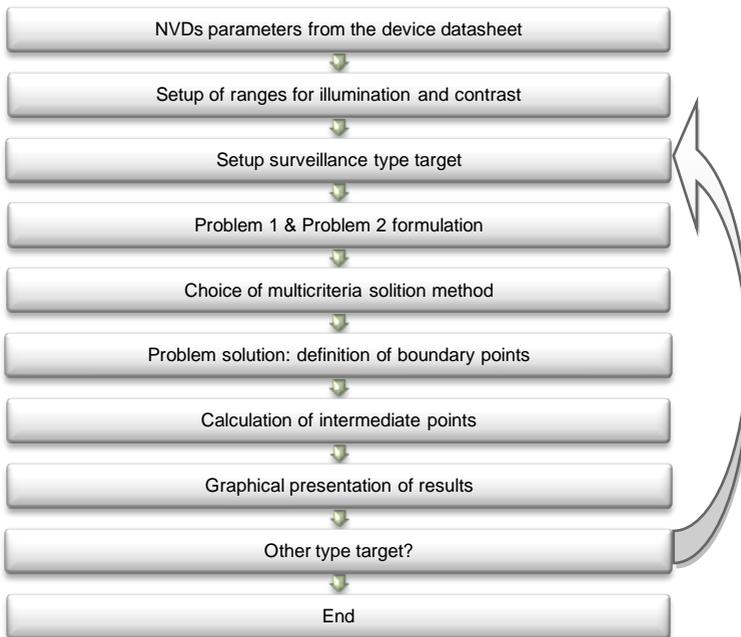 NVDs parameters from the device datasheet
Setup of ranges for illumination and contrast
Setup surveillance type target
Problem 1 & Problem 2 formulation
Choice of multicriteria solition method
Problem solution: definition of boundary points
Calculation of intermediate points
Graphical presentation of results
Other type target?
End